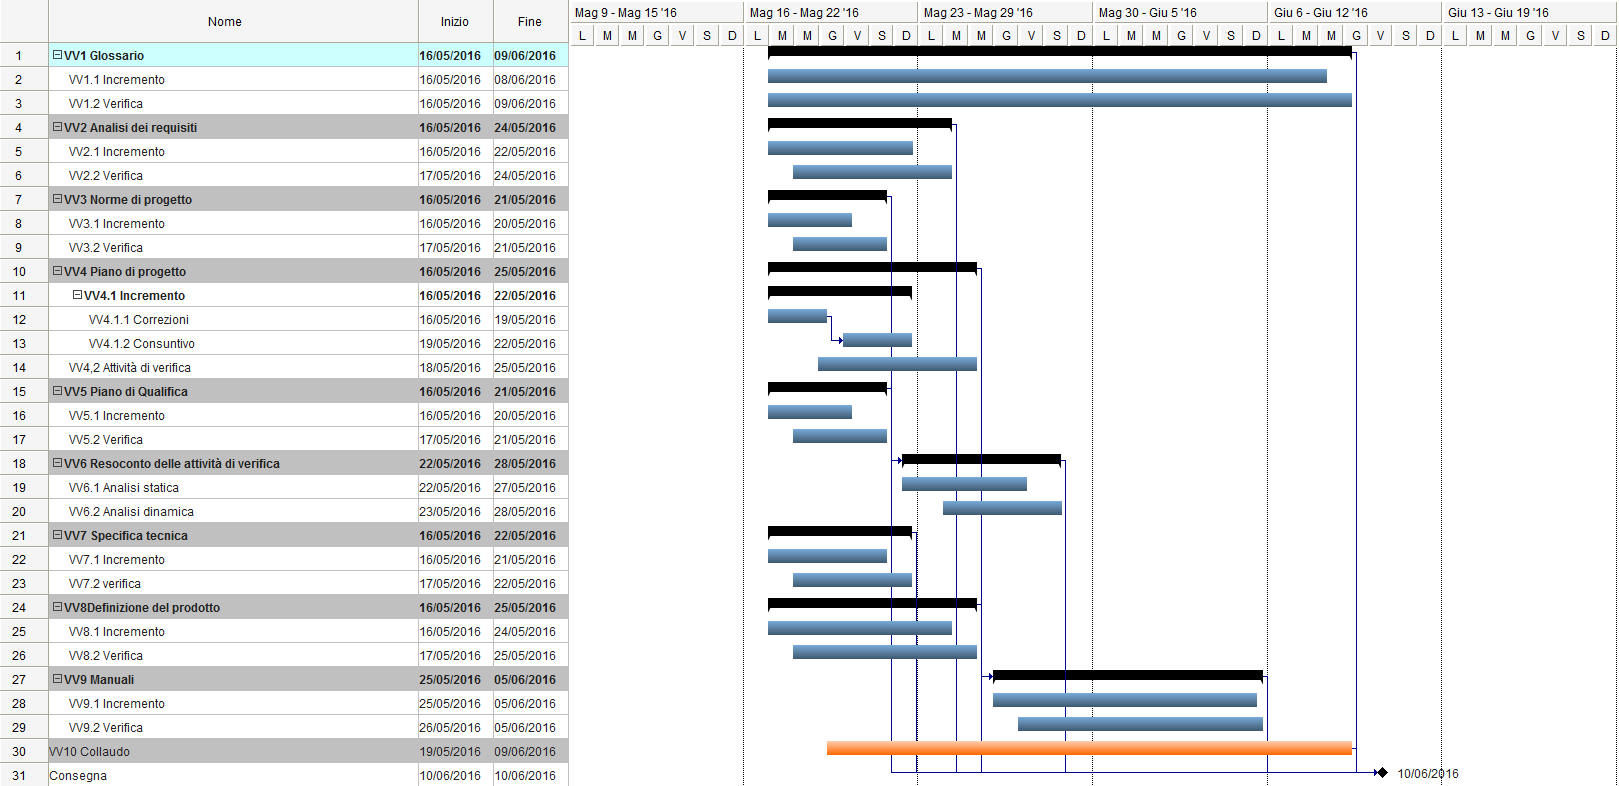 Nome Inizio Fine Mag 9 - Mag 15 '16 Mag 16 - Mag 22 '16 Mag 23 - Mag 29 '16 Mag 30 - Giu 5 '16 Giu 6 - Giu 12 '16 Giu 13 - Giu 19 '16
L M M G V S D L M M G V S D L M M G V S D L M M G V S D L M M G V S D L M M G V S D
1 VV1 Glossario 16/05/2016 09/06/2016
2 VV1.1 Incremento 16/05/2016 08/06/2016
3 VV1.2 Verifica 16/05/2016 09/06/2016
4 VV2 Analisi dei requisiti 16/05/2016 24/05/2016
5 VV2.1 Incremento 16/05/2016 22/05/2016
6 VV2.2 Verifica 17/05/2016 24/05/2016
7 VV3 Norme di progetto 16/05/2016 21/05/2016
8 VV3.1 Incremento 16/05/2016 20/05/2016
9 VV3.2 Verifica 17/05/2016 21/05/2016
10 VV4 Piano di progetto 16/05/2016 25/05/2016
11 VV4.1 Incremento 16/05/2016 22/05/2016
12 VV4.1.1 Correzioni 16/05/2016 19/05/2016
13 VV4.1.2 Consuntivo 19/05/2016 22/05/2016
14 VV4,2 Attività di verifica 18/05/2016 25/05/2016
15 VV5 Piano di Qualifica 16/05/2016 21/05/2016
16 VV5.1 Incremento 16/05/2016 20/05/2016
17 VV5.2 Verifica 17/05/2016 21/05/2016
18 VV6 Resoconto delle attività di verifica 22/05/2016 28/05/2016
19 VV6.1 Analisi statica 22/05/2016 27/05/2016
20 VV6.2 Analisi dinamica 23/05/2016 28/05/2016
21 VV7 Specifica tecnica 16/05/2016 22/05/2016
22 VV7.1 Incremento 16/05/2016 21/05/2016
23 VV7.2 verifica 17/05/2016 22/05/2016
24 VV8Definizione del prodotto 16/05/2016 25/05/2016
25 VV8.1 Incremento 16/05/2016 24/05/2016
26 VV8.2 Verifica 17/05/2016 25/05/2016
27 VV9 Manuali 25/05/2016 05/06/2016
28 VV9.1 Incremento 25/05/2016 05/06/2016
29 VV9.2 Verifica 26/05/2016 05/06/2016
30 VV10 Collaudo 19/05/2016 09/06/2016
31 Consegna 10/06/2016 10/06/2016 10/06/2016